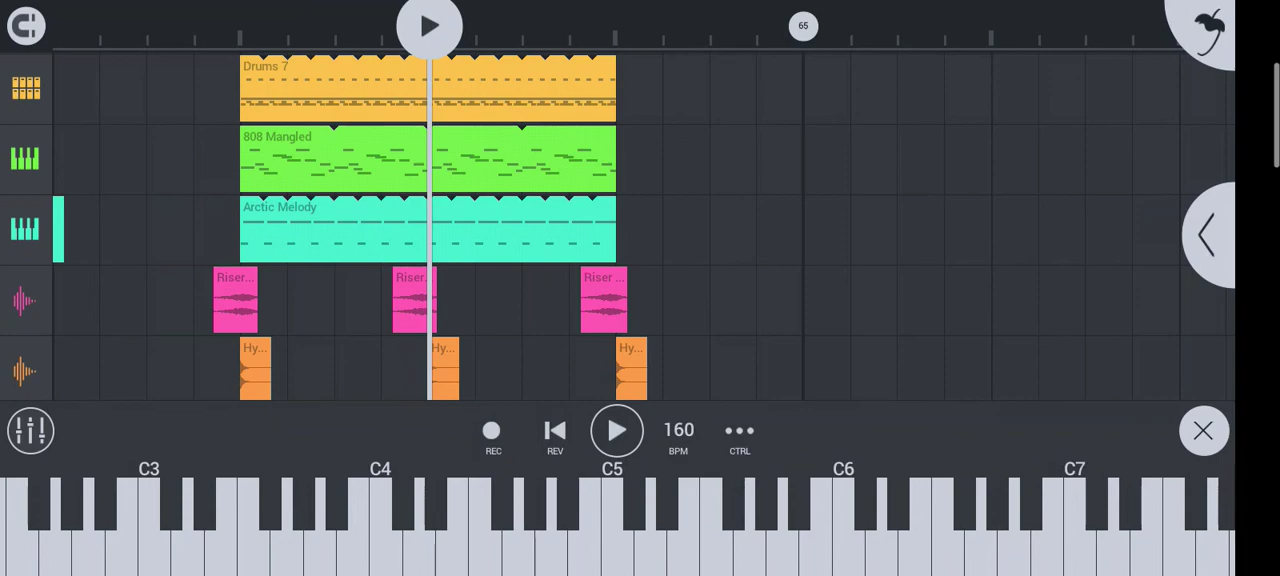 65
Drums 7
808 Mangled
Arctic Melody
Riser... Riser Riser ...
Hy... Hy... Hy...
160
REC REV BPM CTRL
C3 C4 C5 C6 C7